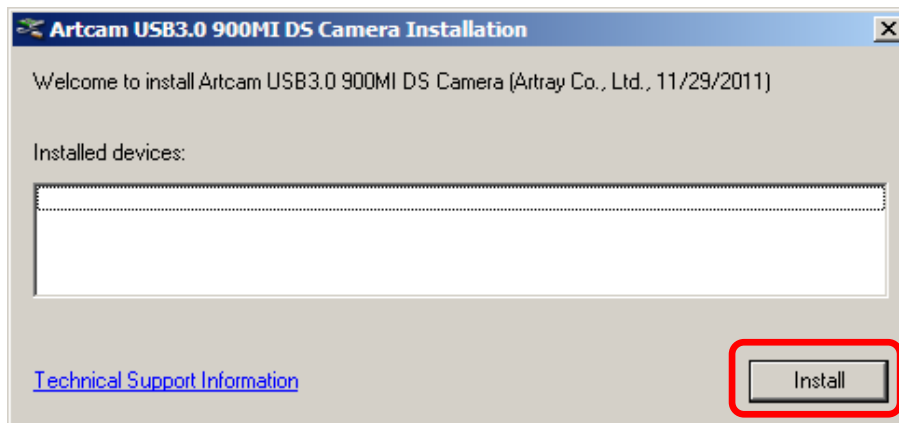 Artcam USB3.0 900MI DS Camera Installation
Welcome to install Artcam USB3.0 900MI DS Camera (Artray Co., Ltd., 11/29/2011)
Installed devices:
Technical Support Information
Install